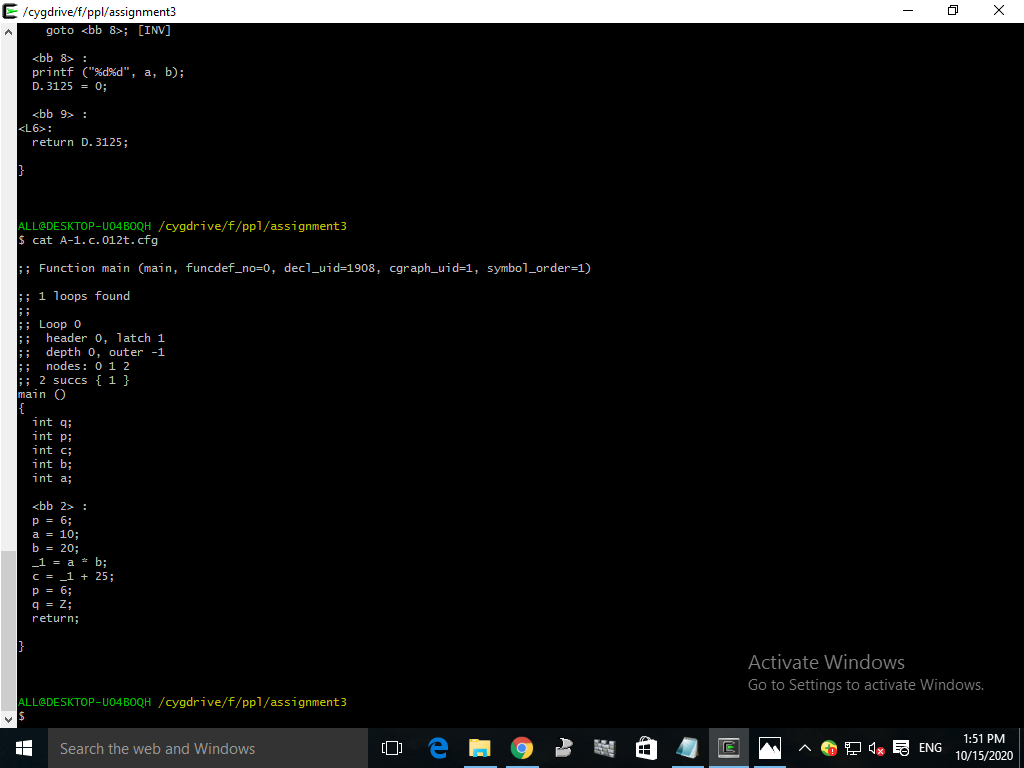 /cygdrive/f/ppl/assignment3
goto <bb 8>; [INV]
<bb 8> :
printf ("%d%d", a, b);
D.3125 = 0;
<bb 9> :
<L6>:
return D.3125;
}
ALL@DESKTOP-UO4BOQH /cygdrive/f/ppl/assignment3
$ cat A-1.c.012t.cfg
;; Function main (main, funcdef_no=0, decl_uid=1908, cgraph_uid=1, symbol_order=1)
;; 1 loops found
;;
;; Loop 0
;;  header 0, latch 1
;;  depth 0, outer -1
;;  nodes: 0 1 2
;; 2 succs { 1 }
main ()
{
int q;
int p;
int c;
int b;
int a;
<bb 2> :
p = 6;
a = 10;
b = 20;
_1 = a * b;
c = _1 + 25;
p = 6;
q = Z;
return;
}
Activate Windows
Go to Settings to activate Windows.
ALL@DESKTOP-UO4BOQH /cygdrive/f/ppl/assignment3
$
Search the web and Windows
ENG
1:51 PM
10/15/2020